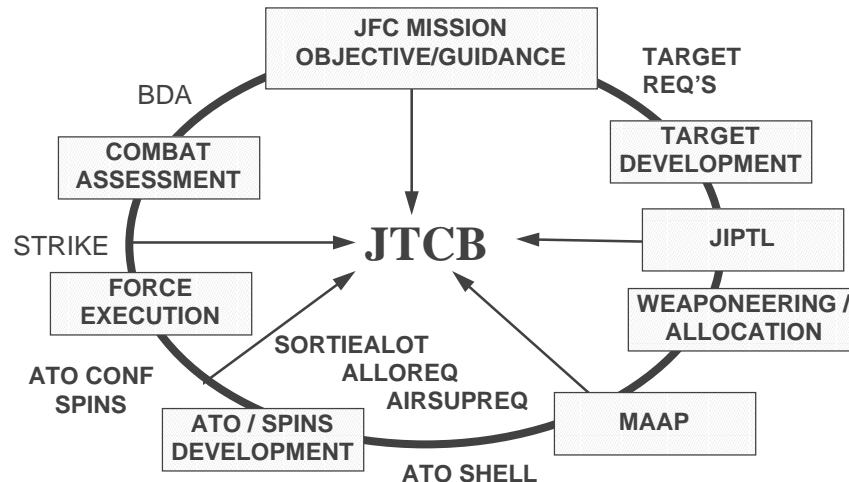 JFC MISSION
OBJECTIVE/GUIDANCE
TARGET
REQ'S
BDA
TARGET
DEVELOPMENT
COMBAT
ASSESSMENT
STRIKE
JTCB
JIPTL
FORCE
EXECUTION
WEAPONEERING /
ALLOCATION
SORTIEALOT
ALLOREQ
AIRSUPREQ
ATO CONF
SPINS
ATO / SPINS
DEVELOPMENT
MAAP
ATO SHELL